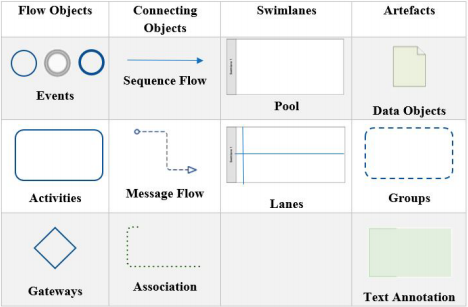 Flow Objects
Connecting
Objects
Swimlanes
Artefacts
Events
Sequence Flow
Pool
Data Objects
Activities
Message Flow
Lanes
Groups
Gateways
Association
Text Annotation